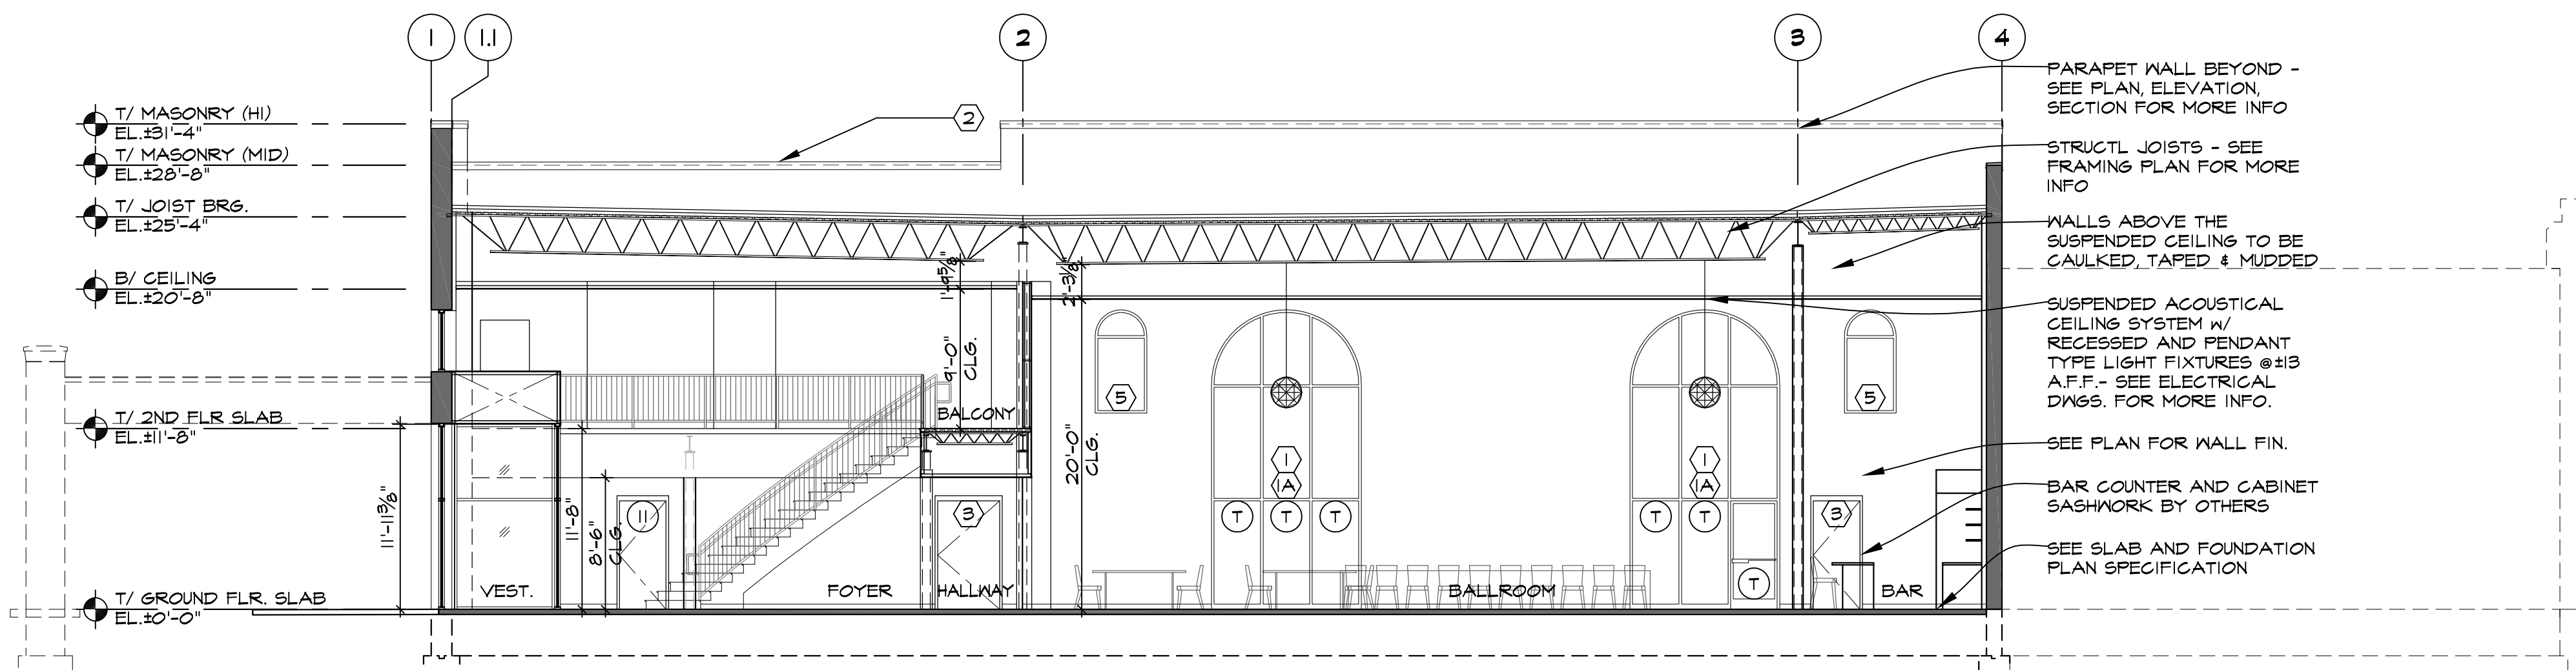 1
1.1
2
3
4
T/ MASONRY (HI)
EL.±31'-4"
T/ MASONRY (MID)
EL.±28'-8"
T/ JOIST BRG.
EL.±25'-4"
B/ CEILING
EL.±20'-8"
T/ 2ND FLR SLAB
EL.±11'-8"
T/ GROUND FLR. SLAB
EL.±0'-0"
2
1'-9 5/8"
2'-3 1/8"
9'-0"
CLG.
BALCONY
20'-0"
CLG.
11'-11 3/8"
11'-8"
8'-6"
CLG.
11
3
5
5
1
1A
1
1A
T
T
T
T
T
T
3
VEST.
FOYER
HALLWAY
BALLROOM
BAR
PARAPET WALL BEYOND -
SEE PLAN, ELEVATION,
SECTION FOR MORE INFO
STRUCTL JOISTS - SEE
FRAMING PLAN FOR MORE
INFO
WALLS ABOVE THE
SUSPENDED CEILING TO BE
CAULKED, TAPED & MUDDED
SUSPENDED ACOUSTICAL
CEILING SYSTEM W/
RECESSED AND PENDANT
TYPE LIGHT FIXTURES @±13
A.F.F.- SEE ELECTRICAL
DWGS. FOR MORE INFO.
SEE PLAN FOR WALL FIN.
BAR COUNTER AND CABINET
SASHWORK BY OTHERS
SEE SLAB AND FOUNDATION
PLAN SPECIFICATION